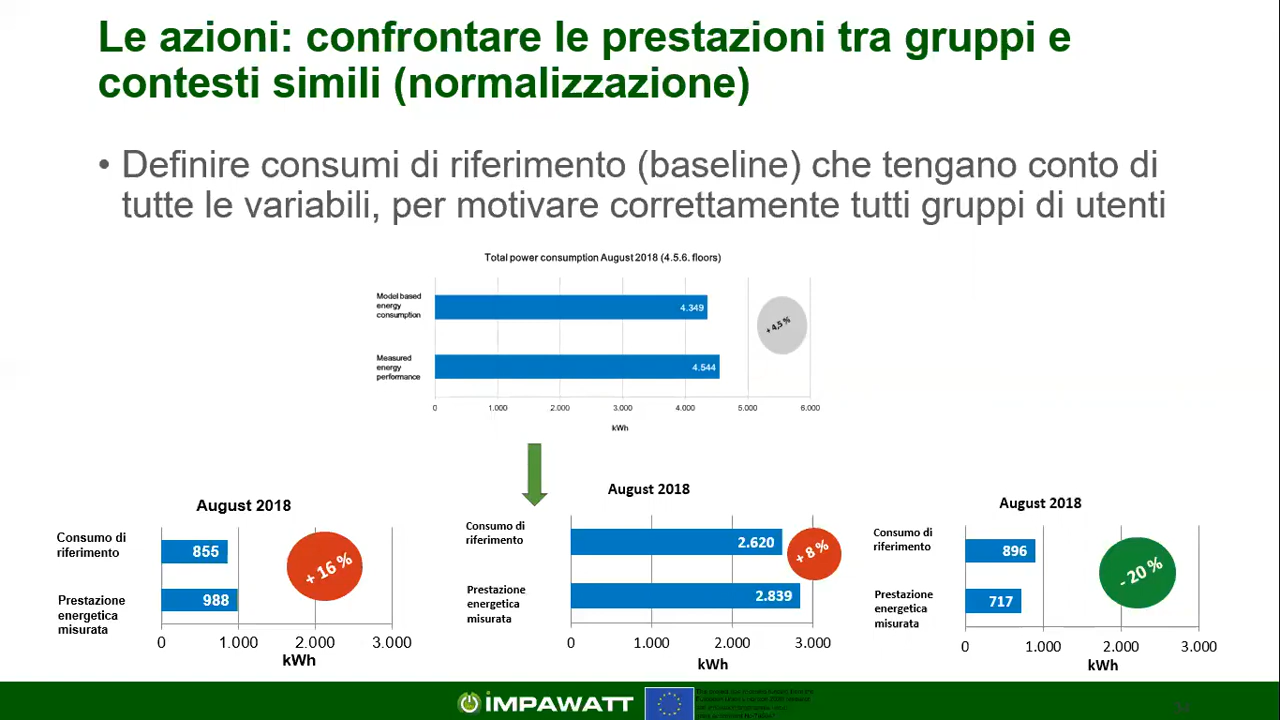 Le azioni: confrontare le prestazioni tra gruppi e
contesti simili (normalizzazione)
• Definire consumi di riferimento (baseline) che tengano conto di
tutte le variabili, per motivare correttamente tutti gruppi di utenti
Total power consumption August 2018 (4.5.6. floors)
Model based
energy
consumption
4.349
+ 4,5 %
Measured
energy
performance
4.544
0 1.000 2.000 3.000 4.000 5.000 6.000
kWh
August 2018
Consumo di
riferimento
855
+ 16 %
Prestazione
energetica
misurata
988
0 1.000 2.000 3.000
kWh
August 2018
Consumo di
riferimento
2.620
+ 8 %
Prestazione
energetica
misurata
2.839
0 1.000 2.000 3.000
kWh
August 2018
Consumo di
riferimento
896
- 20 %
Prestazione
energetica
misurata
717
0 1.000 2.000 3.000
kWh
IMPAWATT